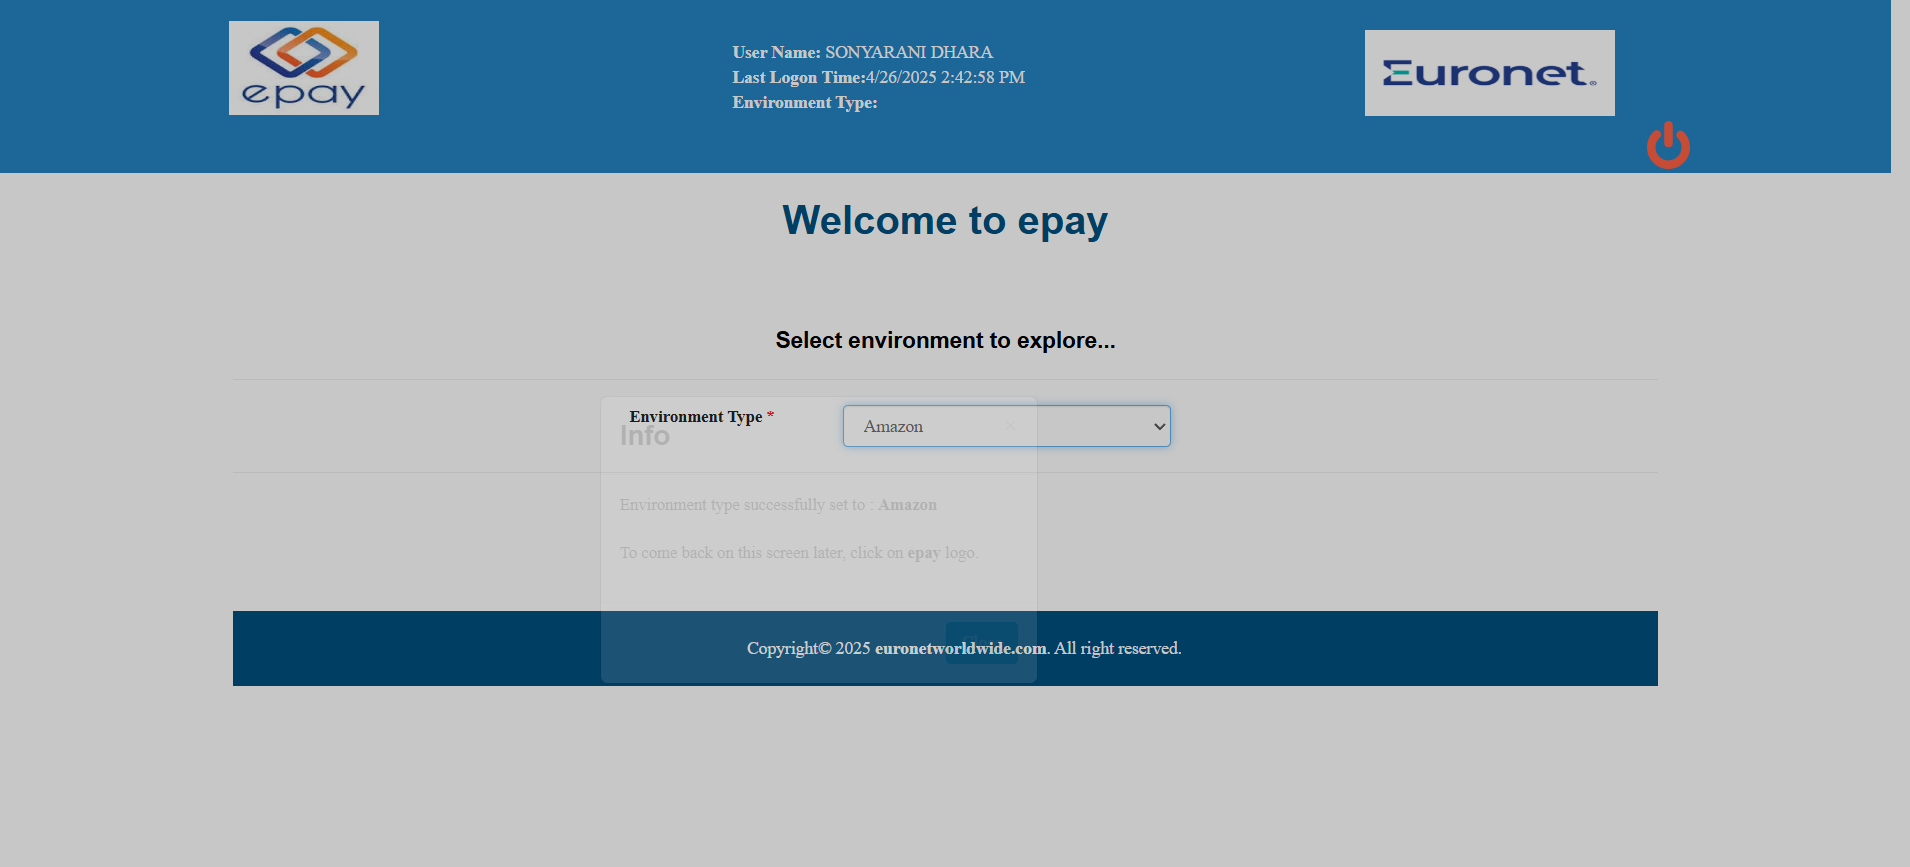 epay
User Name: SONYARANI DHARA
Last Logon Time:4/26/2025 2:42:58 PM
Environment Type:
Euronet®
Welcome to epay
Select environment to explore...
Environment Type *
Amazon
×
Info
Environment type successfully set to : Amazon
To come back on this screen later, click on epay logo.
Copyright© 2025 euronetworldwide.com. All right reserved.